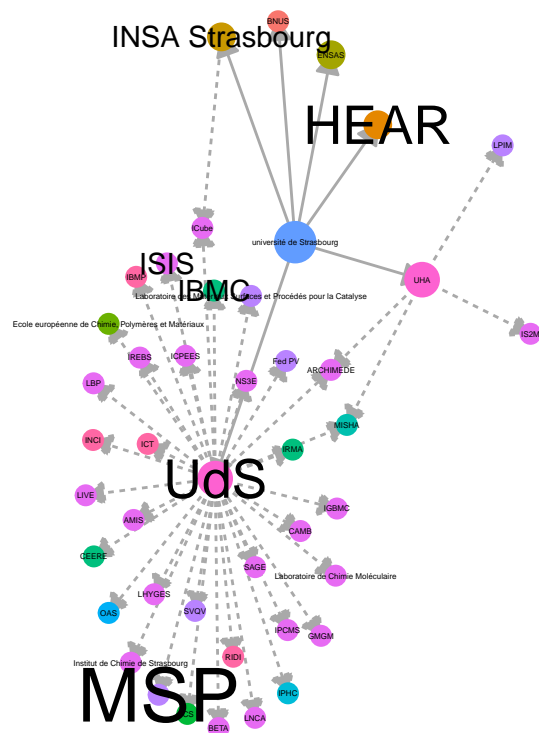 BNUS
INSA Strasbourg
ENSAS
HEAR
LPIM
ICube
université de Strasbourg
ISIS
IBMP
UHA
IBMC
Laboratoire des Matériaux, Surfaces et Procédés pour la Catalyse
Ecole européenne de Chimie, Polymères et Matériaux
IS2M
IREBS
ICPEES
Fed PV
ARCHIMEDE
LBP
NS3E
MISHA
INCI
ICT
IRMA
UdS
LIVE
IGBMC
AMIS
CAMB
CEERE
SAGE
Laboratoire de Chimie Moléculaire
LHYGES
OAS
SVQV
IPCMS
GMGM
RIDI
Institut de Chimie de Strasbourg
MSP
IPHC
LNCA
BETA